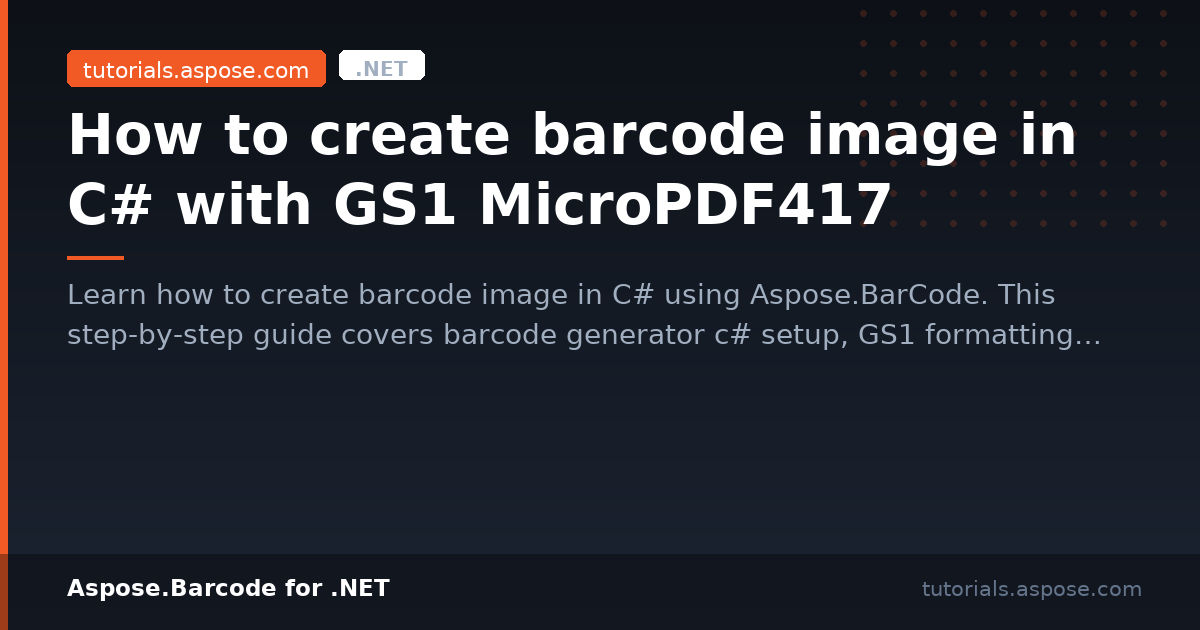 tutorials.aspose.com
.NET
How to create barcode image in
C# with GS1 MicroPDF417
Learn how to create barcode image in C# using Aspose.BarCode. This
step-by-step guide covers barcode generator c# setup, GS1 formatting…
Aspose.Barcode for .NET
tutorials.aspose.com